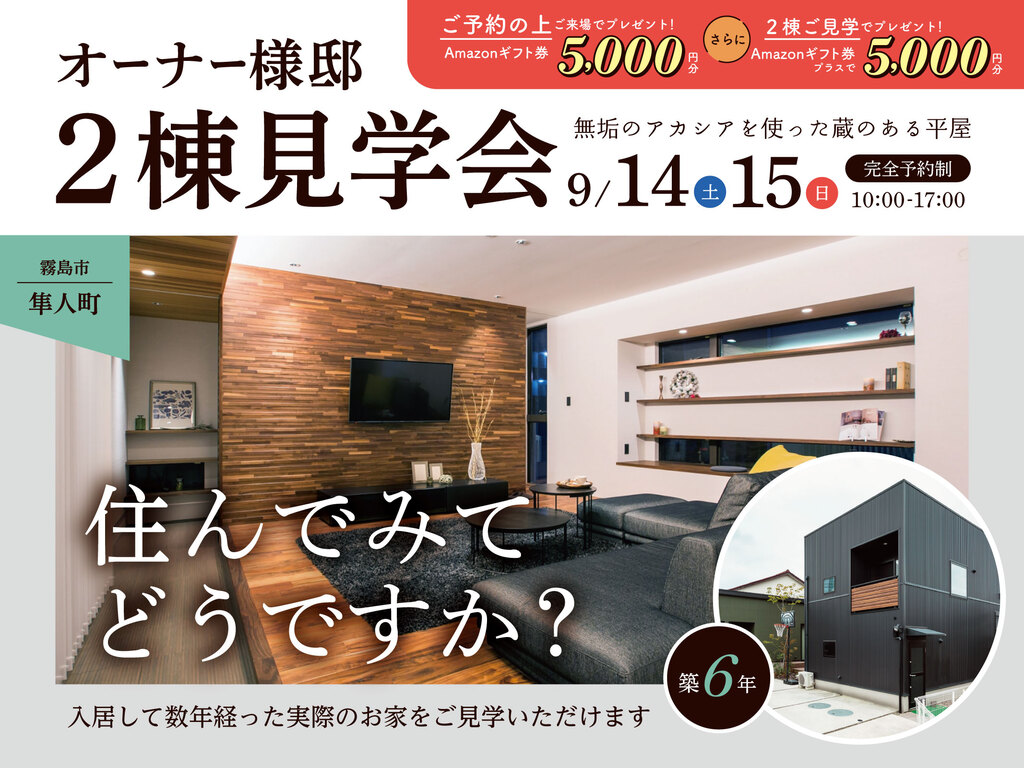 ご予約の上ご来場でプレゼント!
Amazonギフト券 5,000円分
さらに
2棟ご見学でプレゼント!
Amazonギフト券 プラスで 5,000円分
オーナー様邸
2棟見学会
無垢のアカシアを使った蔵のある平屋
9/14土15日
完全予約制
10:00-17:00
霧島市
隼人町
住んでみて
どうですか?
築6年
入居して数年経った実際のお家をご見学いただけます